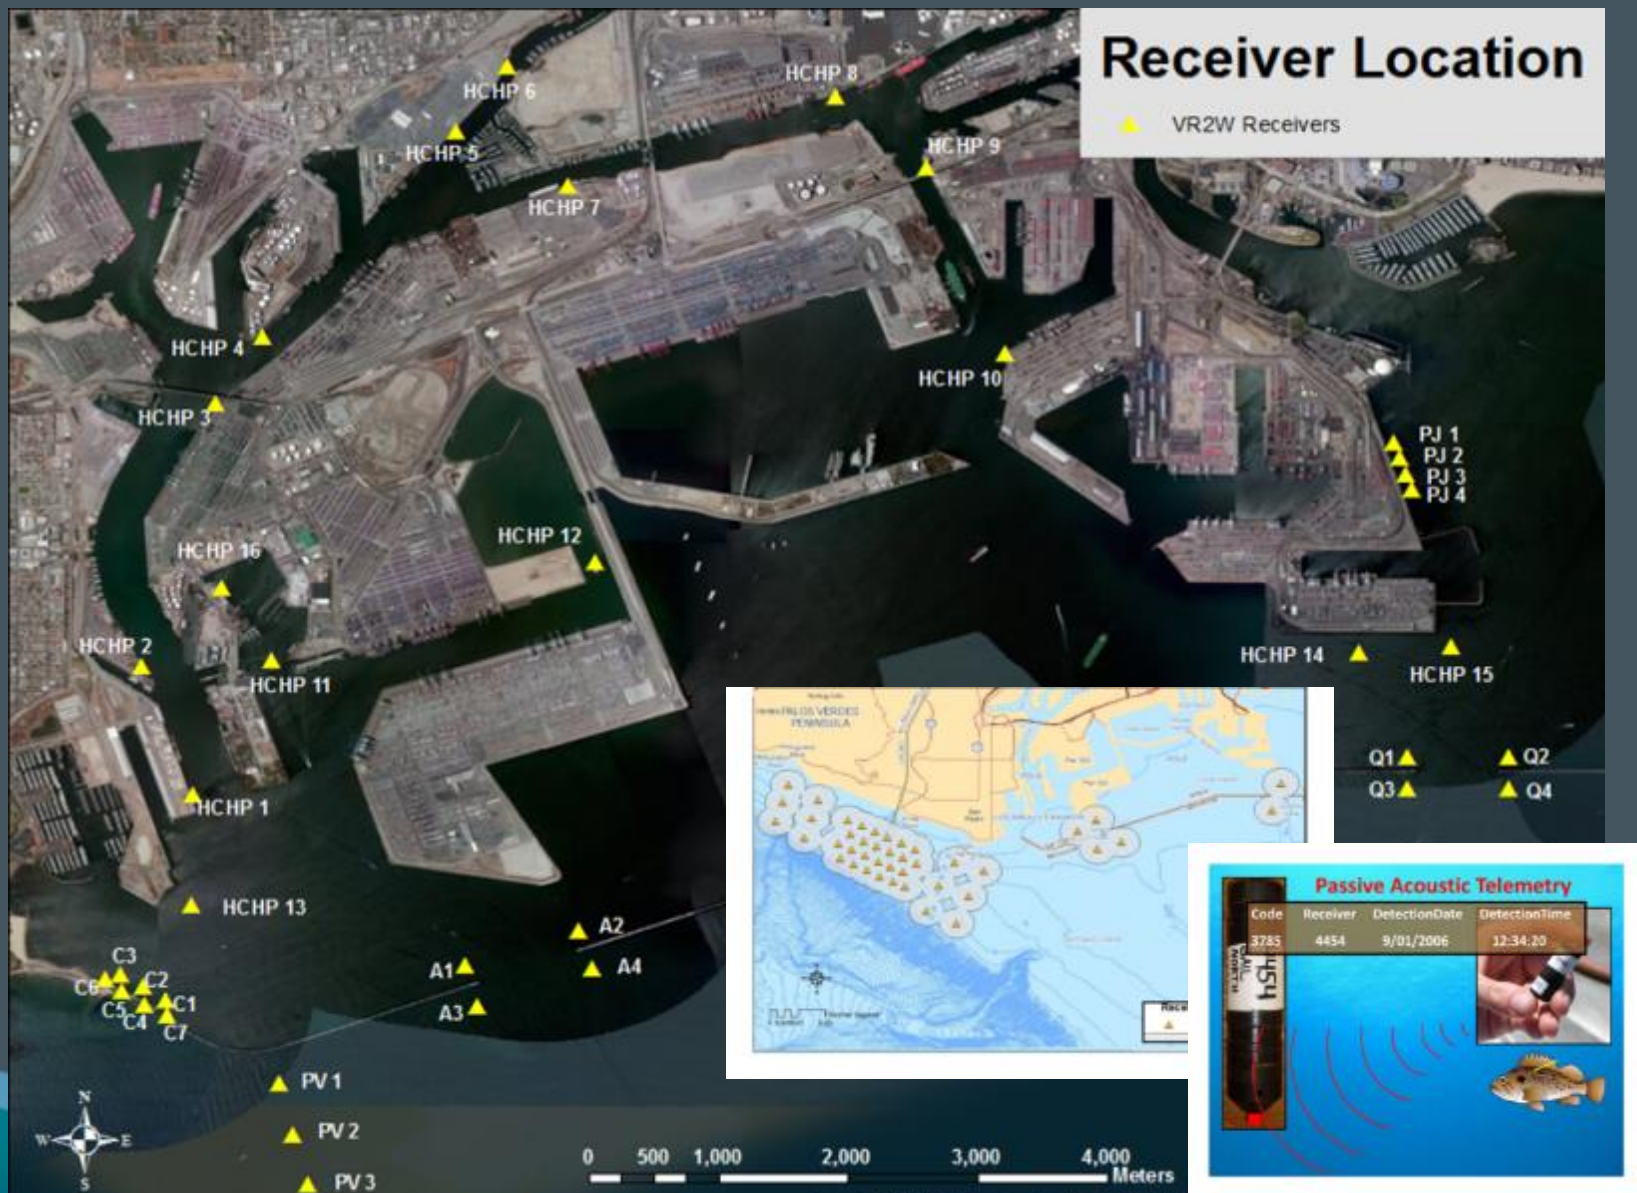 Receiver Location
VR2W Receivers
HCHP 8
HCHP 6
HCHP 5
HCHP 9
HCHP 7
HCHP 4
HCHP 10
HCHP 3
PJ 1
PJ 2
PJ 3
PJ 4
HCHP 12
HCHP 16
HCHP 2
HCHP 11
HCHP 14
HCHP 15
PALOS VERDES
PENINSULA
Q1
Q2
Q3
Q4
HCHP 1
HCHP 13
A2
A1
A4
A3
C3
C6
C2
C5
C1
C4
C7
PV 1
PV 2
PV 3
N
W
E
S
0 500 1,000 2,000 3,000 4,000
Meters
Passive Acoustic Telemetry
Code Receiver DetectionDate DetectionTime
3785 4454 9/01/2006 12:34:20